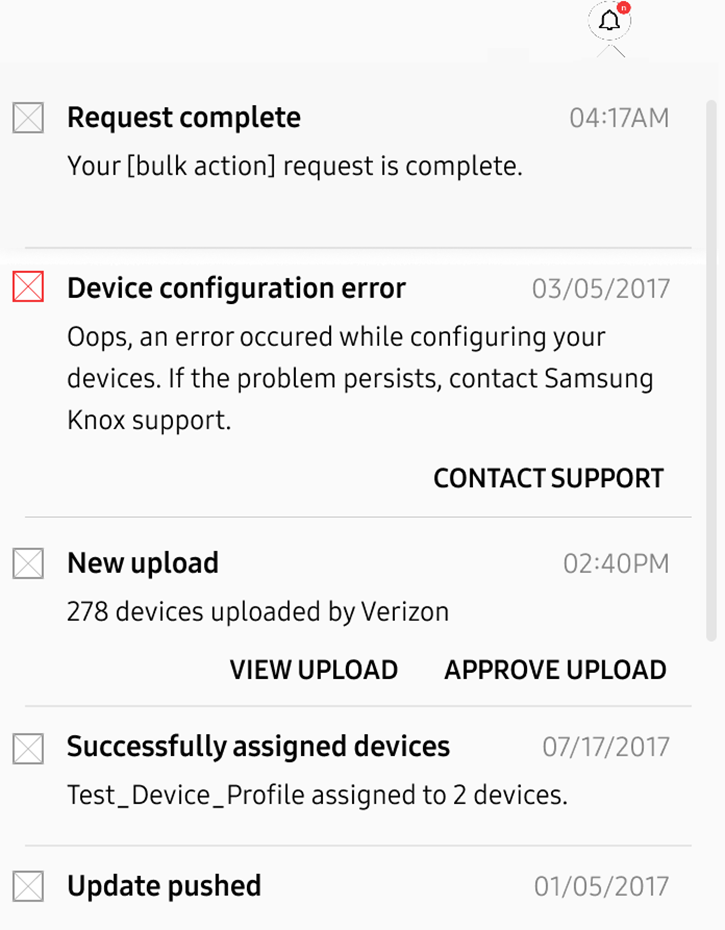 n
Request complete 04:17AM
Your [bulk action] request is complete.
Device configuration error 03/05/2017
Oops, an error occured while configuring your
devices. If the problem persists, contact Samsung
Knox support.
CONTACT SUPPORT
New upload 02:40PM
278 devices uploaded by Verizon
VIEW UPLOAD APPROVE UPLOAD
Successfully assigned devices 07/17/2017
Test_Device_Profile assigned to 2 devices.
Update pushed 01/05/2017